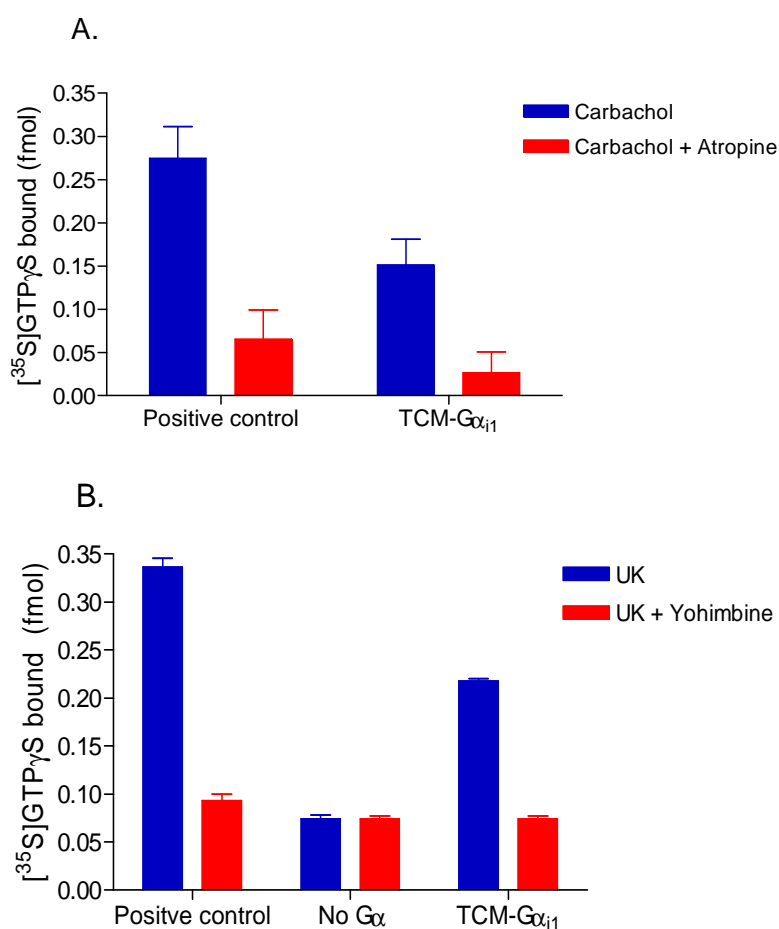 A.
[³⁵S]GTPγS bound (fmol)
0.35
0.30
0.25
0.20
0.15
0.10
0.05
0.00
Positive control
TCM-Gαi1
Carbachol
Carbachol + Atropine
B.
[³⁵S]GTPγS bound (fmol)
0.35
0.30
0.25
0.20
0.15
0.10
0.05
0.00
Positve control
No Gα
TCM-Gαi1
UK
UK + Yohimbine